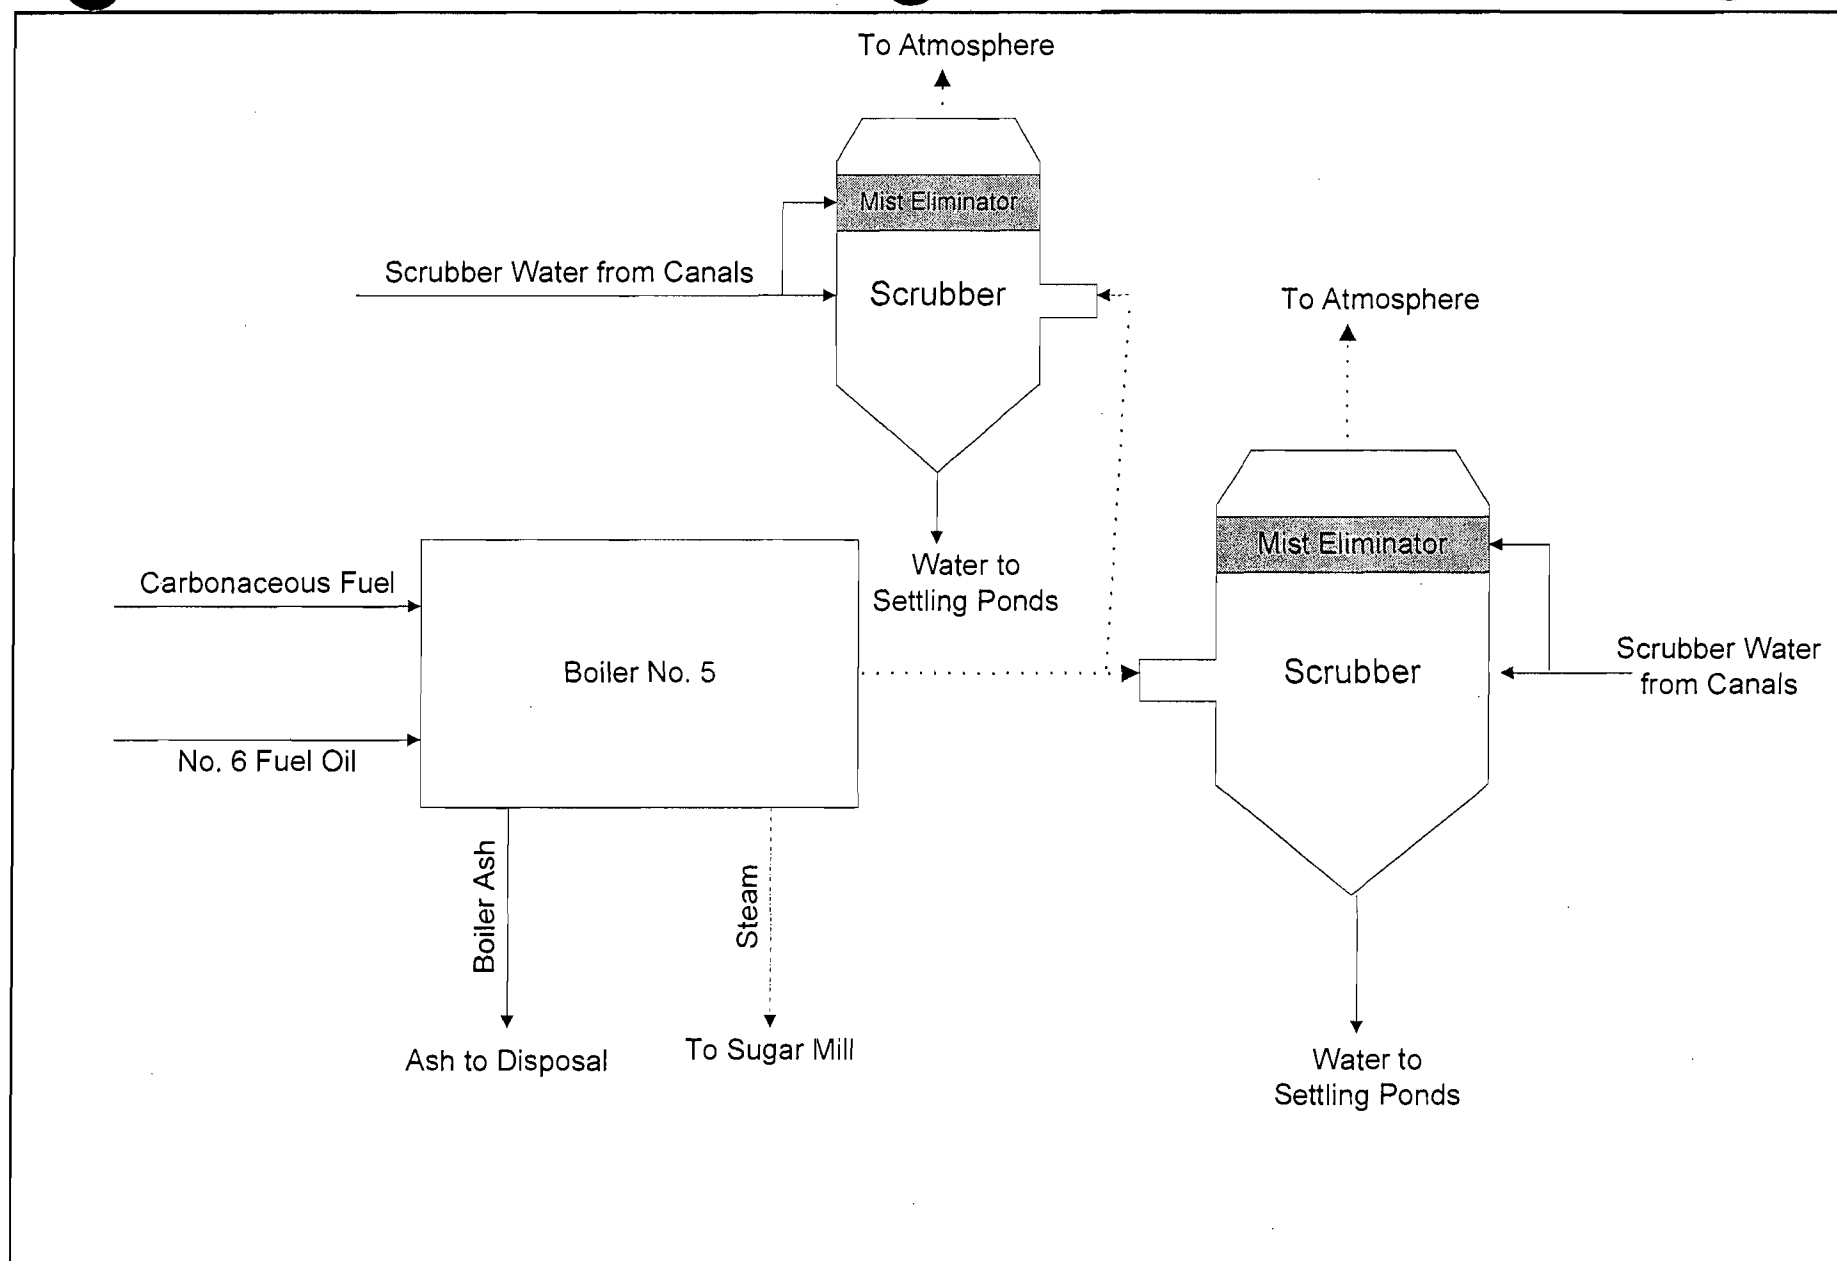 To Atmosphere
Mist Eliminator
Scrubber Water from Canals
Scrubber
To Atmosphere
Mist Eliminator
Water to
Settling Ponds
Carbonaceous Fuel
Boiler No. 5
Scrubber
Scrubber Water
from Canals
No. 6 Fuel Oil
Boiler Ash
Steam
Ash to Disposal
To Sugar Mill
Water to
Settling Ponds